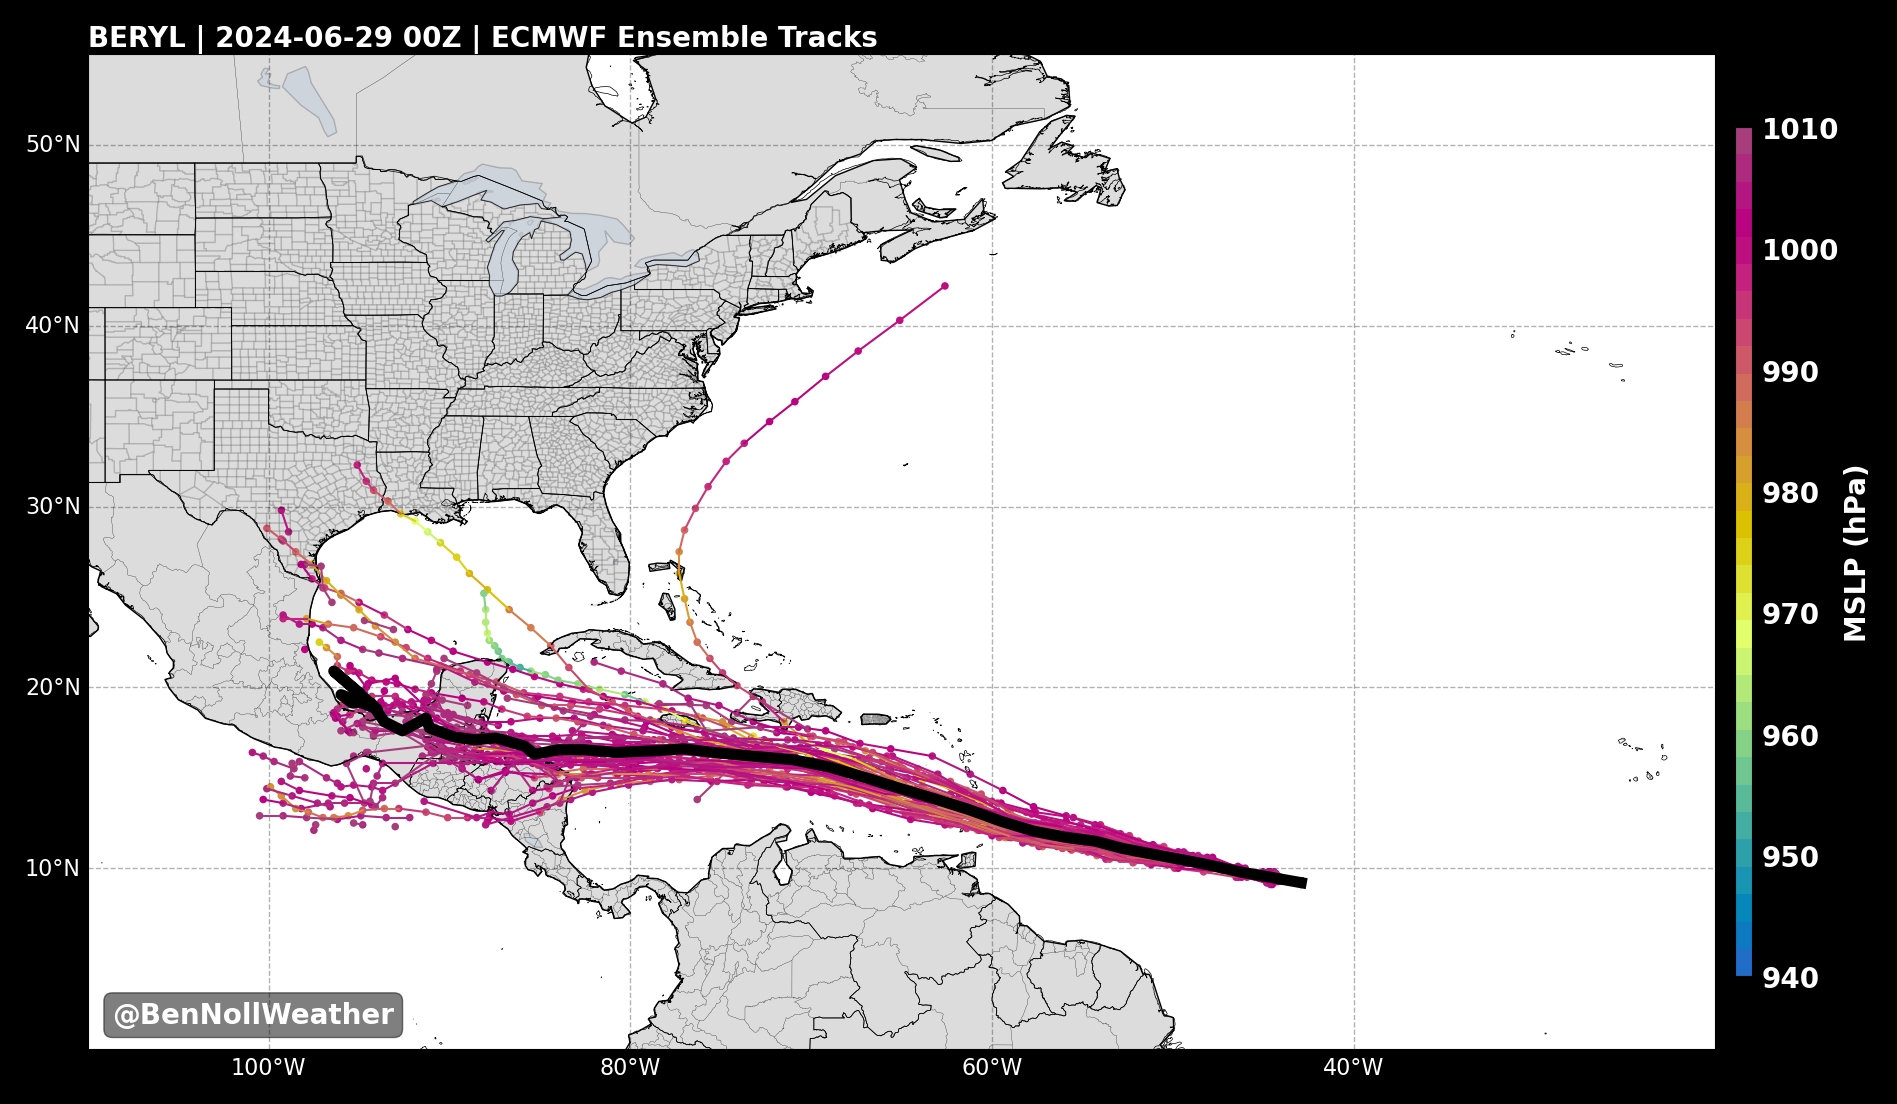 BERYL | 2024-06-29 00Z | ECMWF Ensemble Tracks
50°N
40°N
30°N
20°N
10°N
100°W
80°W
60°W
40°W
1010
1000
990
980
970
960
950
940
MSLP (hPa)
@BenNollWeather